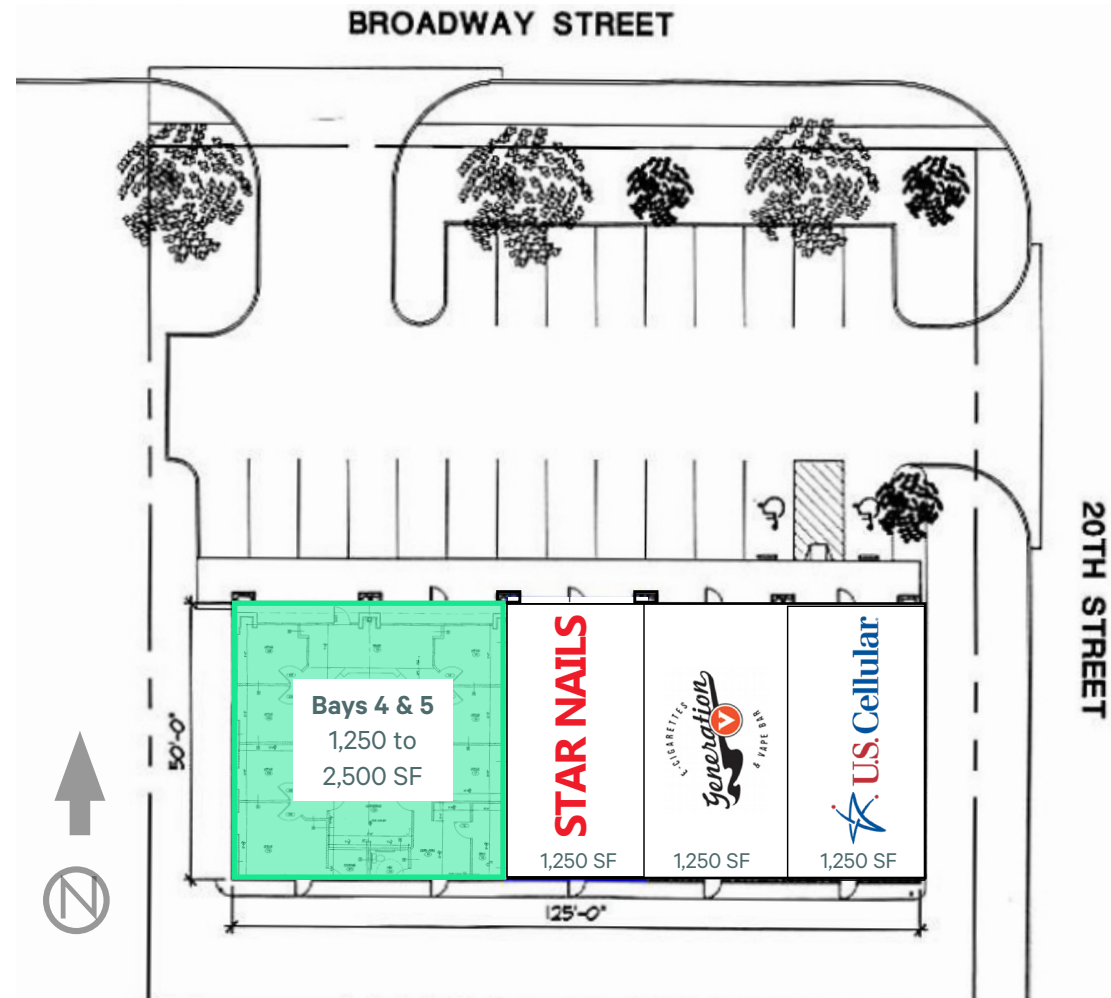 BROADWAY STREET
20TH STREET
Bays 4 & 5
1,250 to
2,500 SF
STAR NAILS
1,250 SF
E-CIGARETTES
Generation
V
& VAPE BAR
1,250 SF
U.S. Cellular
1,250 SF
50'-0"
125'-0"
N